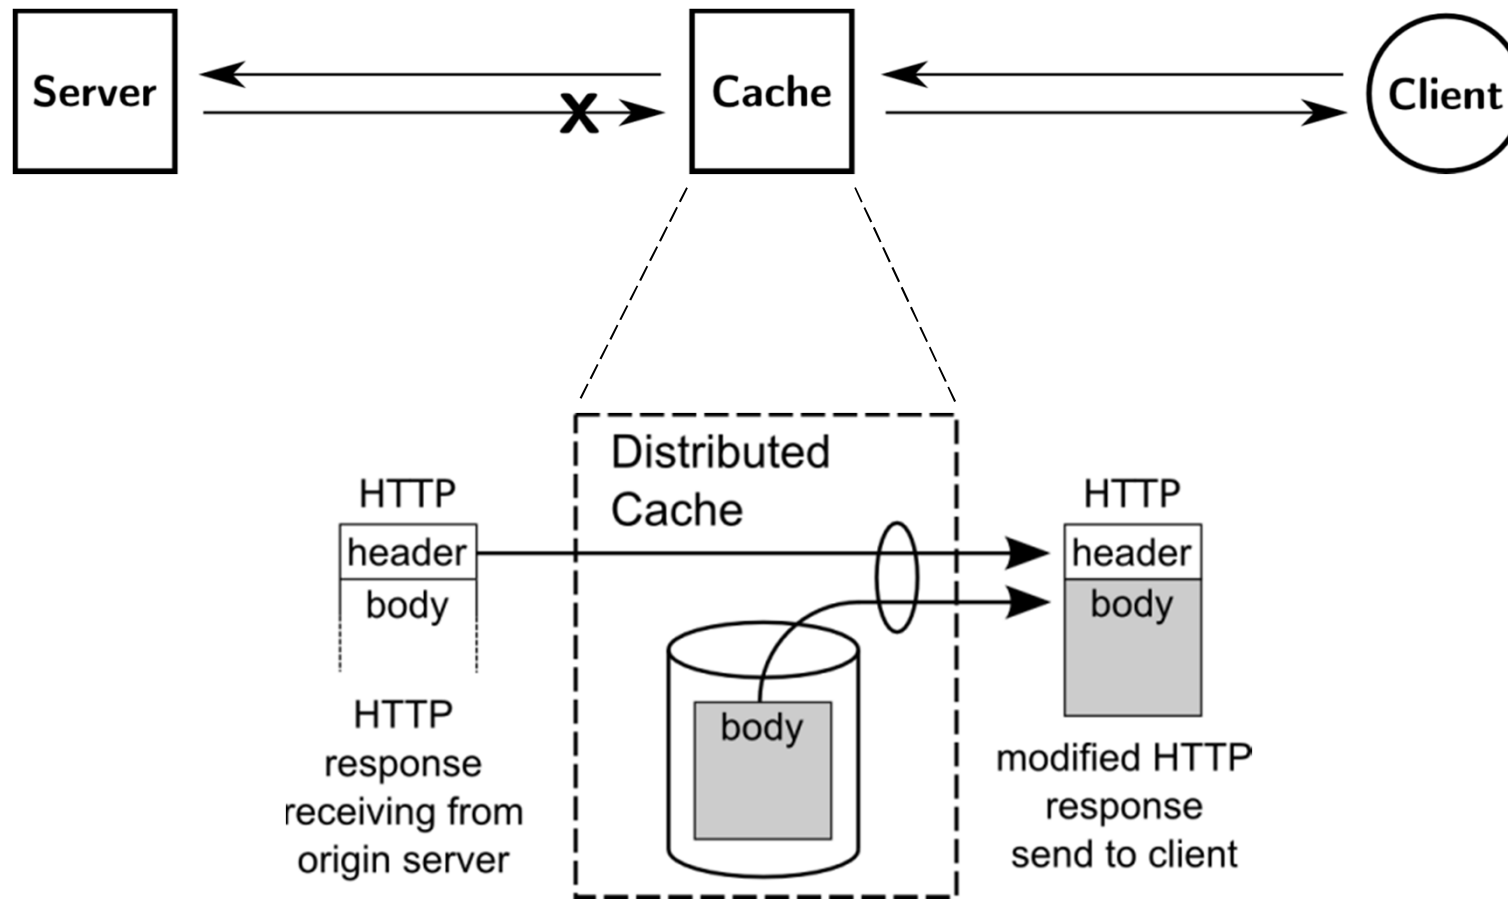 Server
Cache
Client
X
Distributed
Cache
HTTP
header
body
HTTP
response
receiving from
origin server
body
HTTP
header
body
modified HTTP
response
send to client